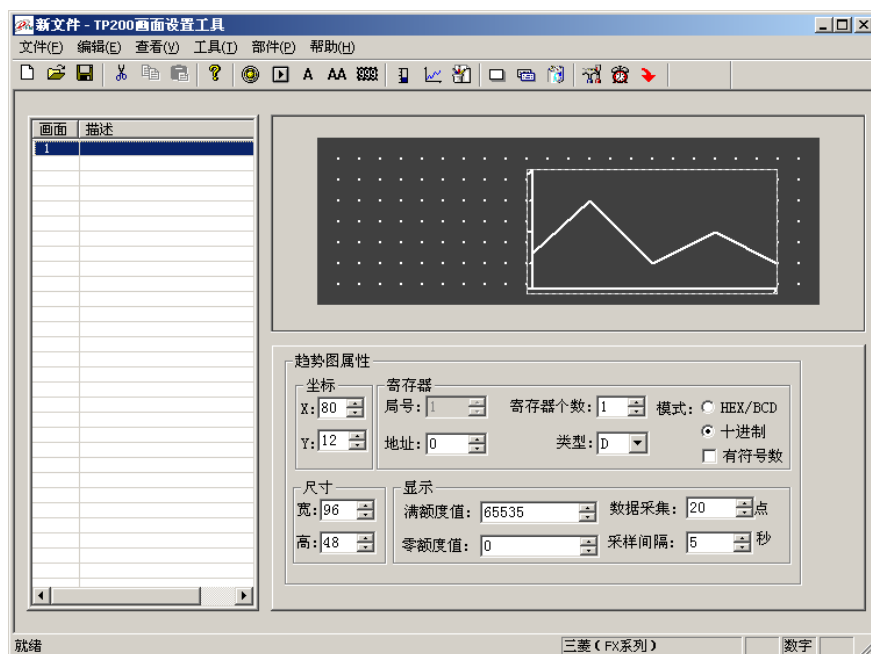 新文件 - TP200画面设置工具
文件(F) 编辑(E) 查看(V) 工具(T) 部件(P) 帮助(H)
A AA
画面 描述
1
趋势图属性
坐标 寄存器
X: 80 局号: 1 寄存器个数: 1 模式: HEX/BCD
十进制
Y: 12 地址: 0 类型: D
有符号数
尺寸 显示
宽: 96 满额度值: 65535 数据采集: 20 点
高: 48 零额度值: 0 采样间隔: 5 秒
就绪 三菱(FX系列) 数字